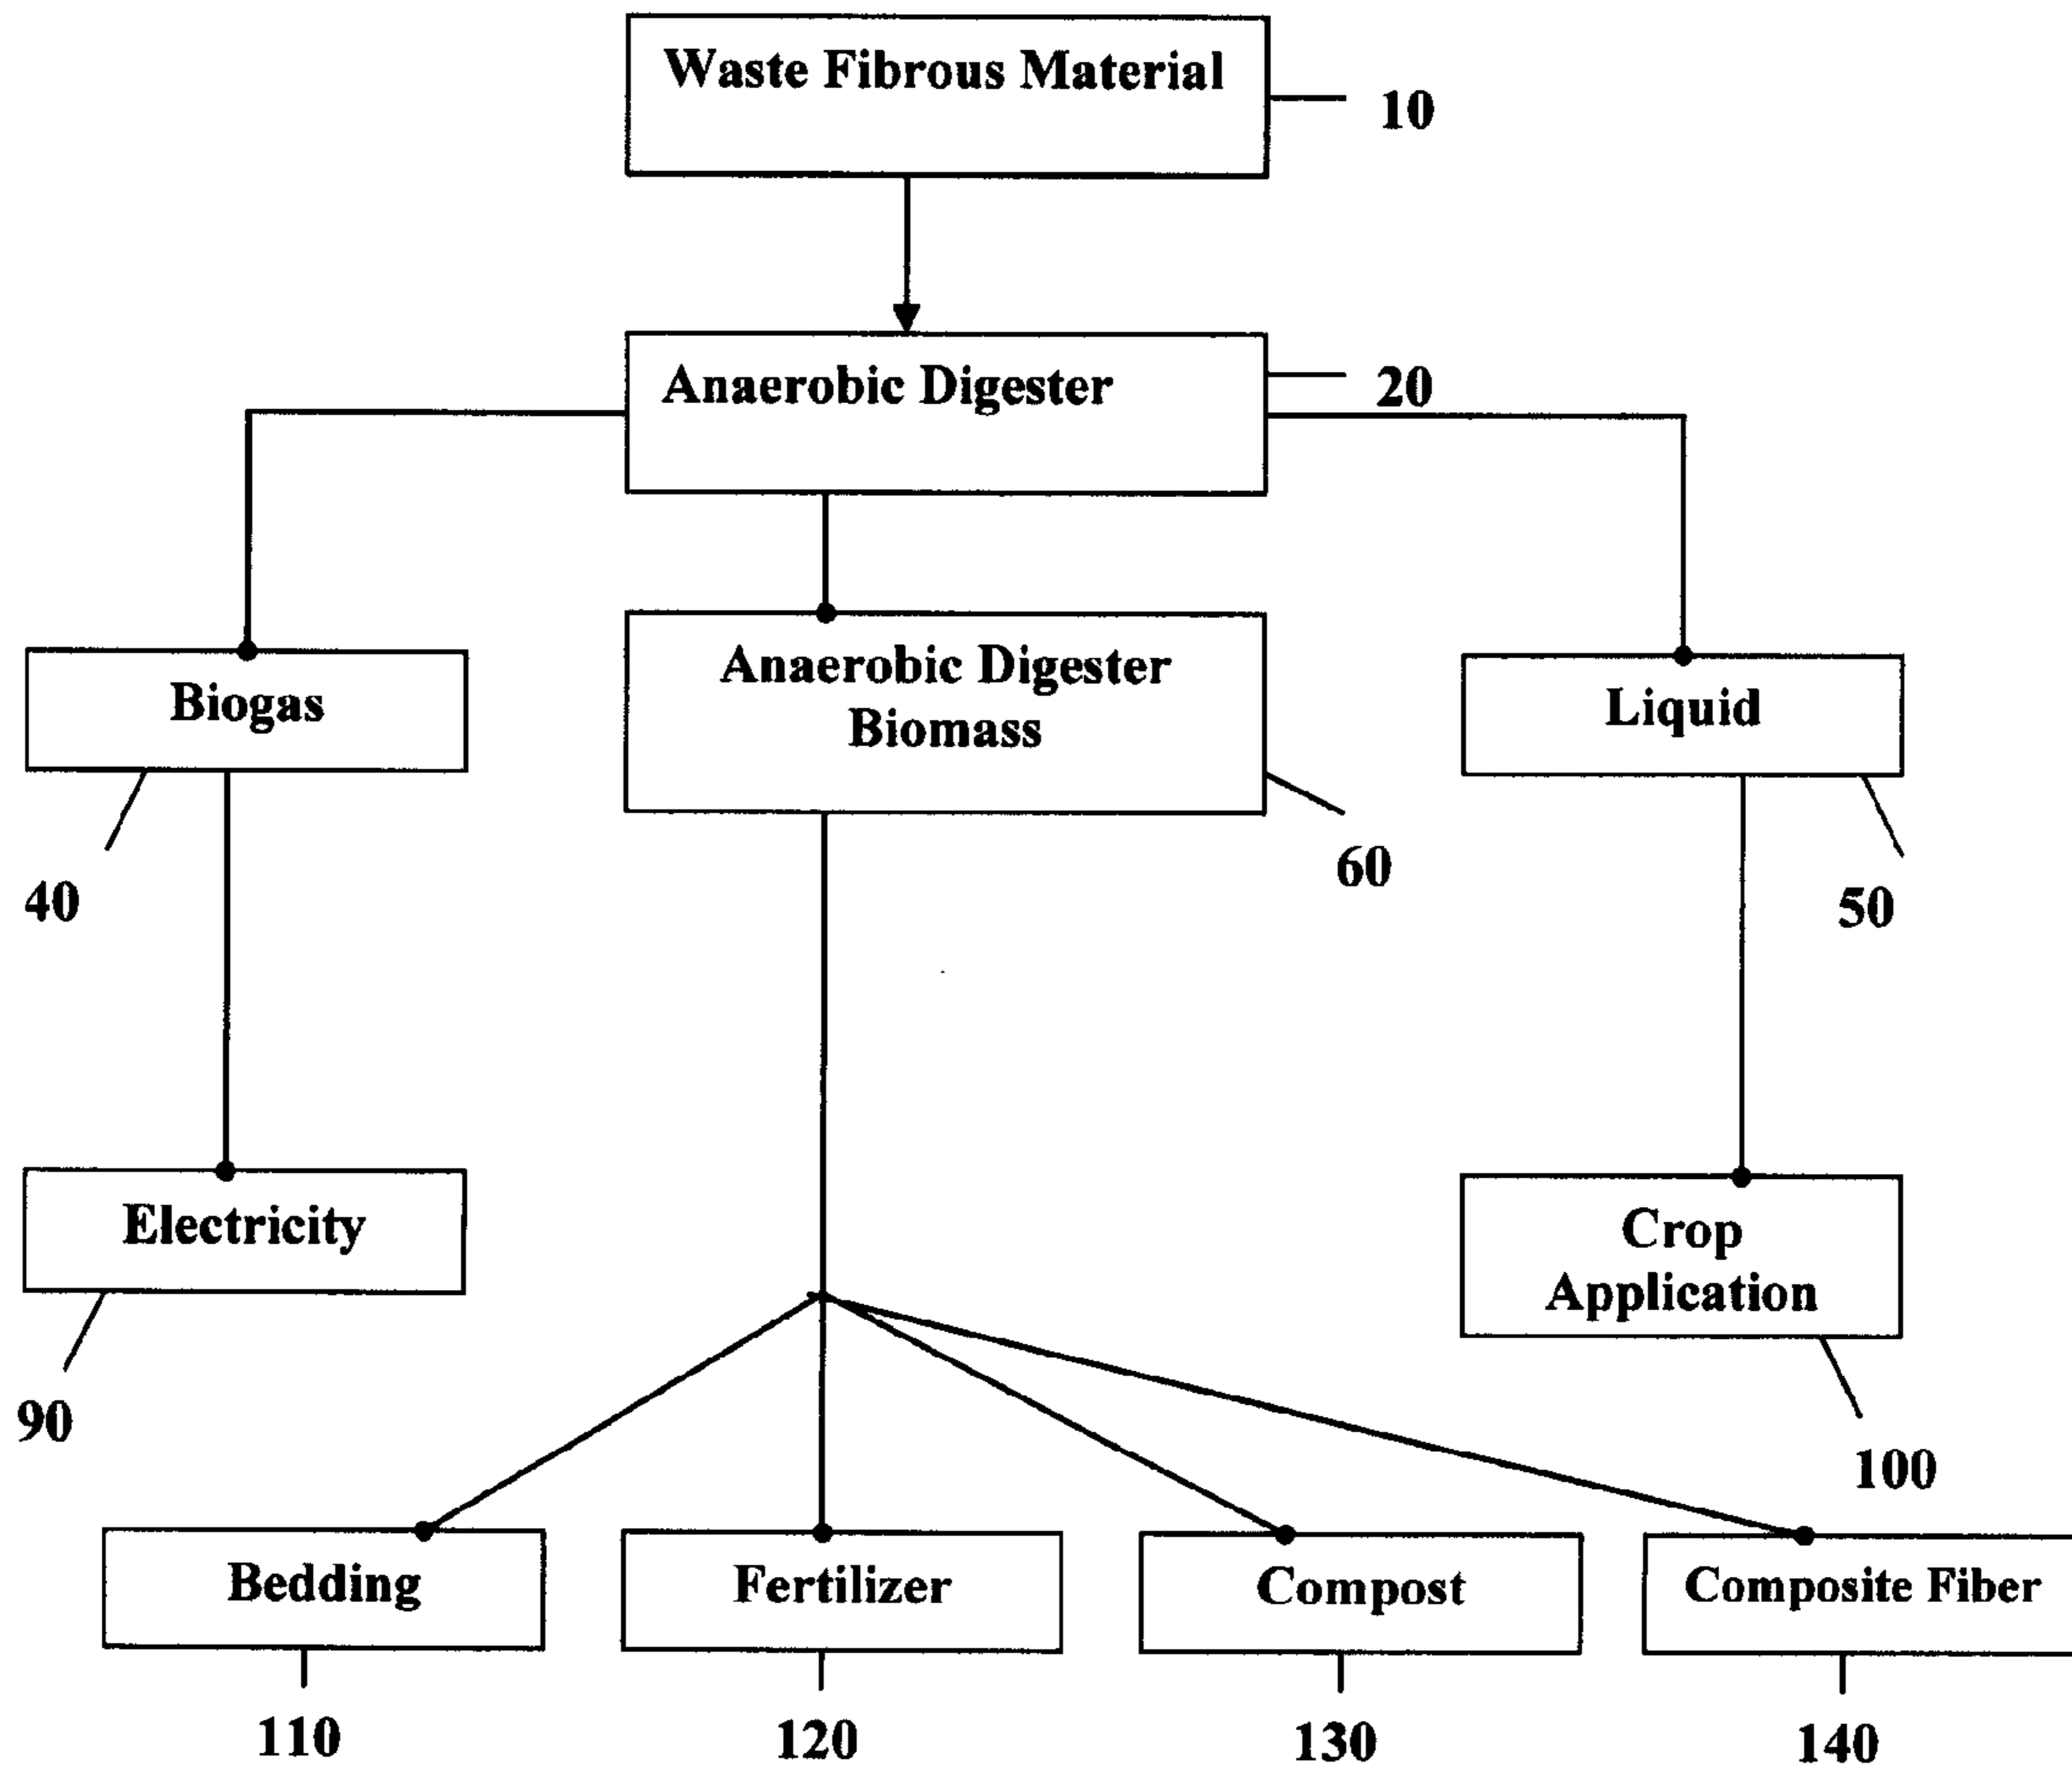 Waste Fibrous Material
10
Anaerobic Digester
20
Anaerobic Digester
Biomass
Biogas
Liquid
60
40
50
Electricity
Crop
Application
90
100
Bedding
Fertilizer
Compost
Composite Fiber
110
120
130
140